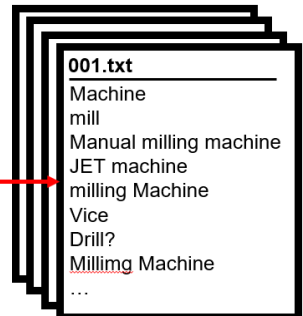 001.txt
Machine
mill
Manual milling machine
JET machine
milling Machine
Vice
Drill?
Millimg Machine
…